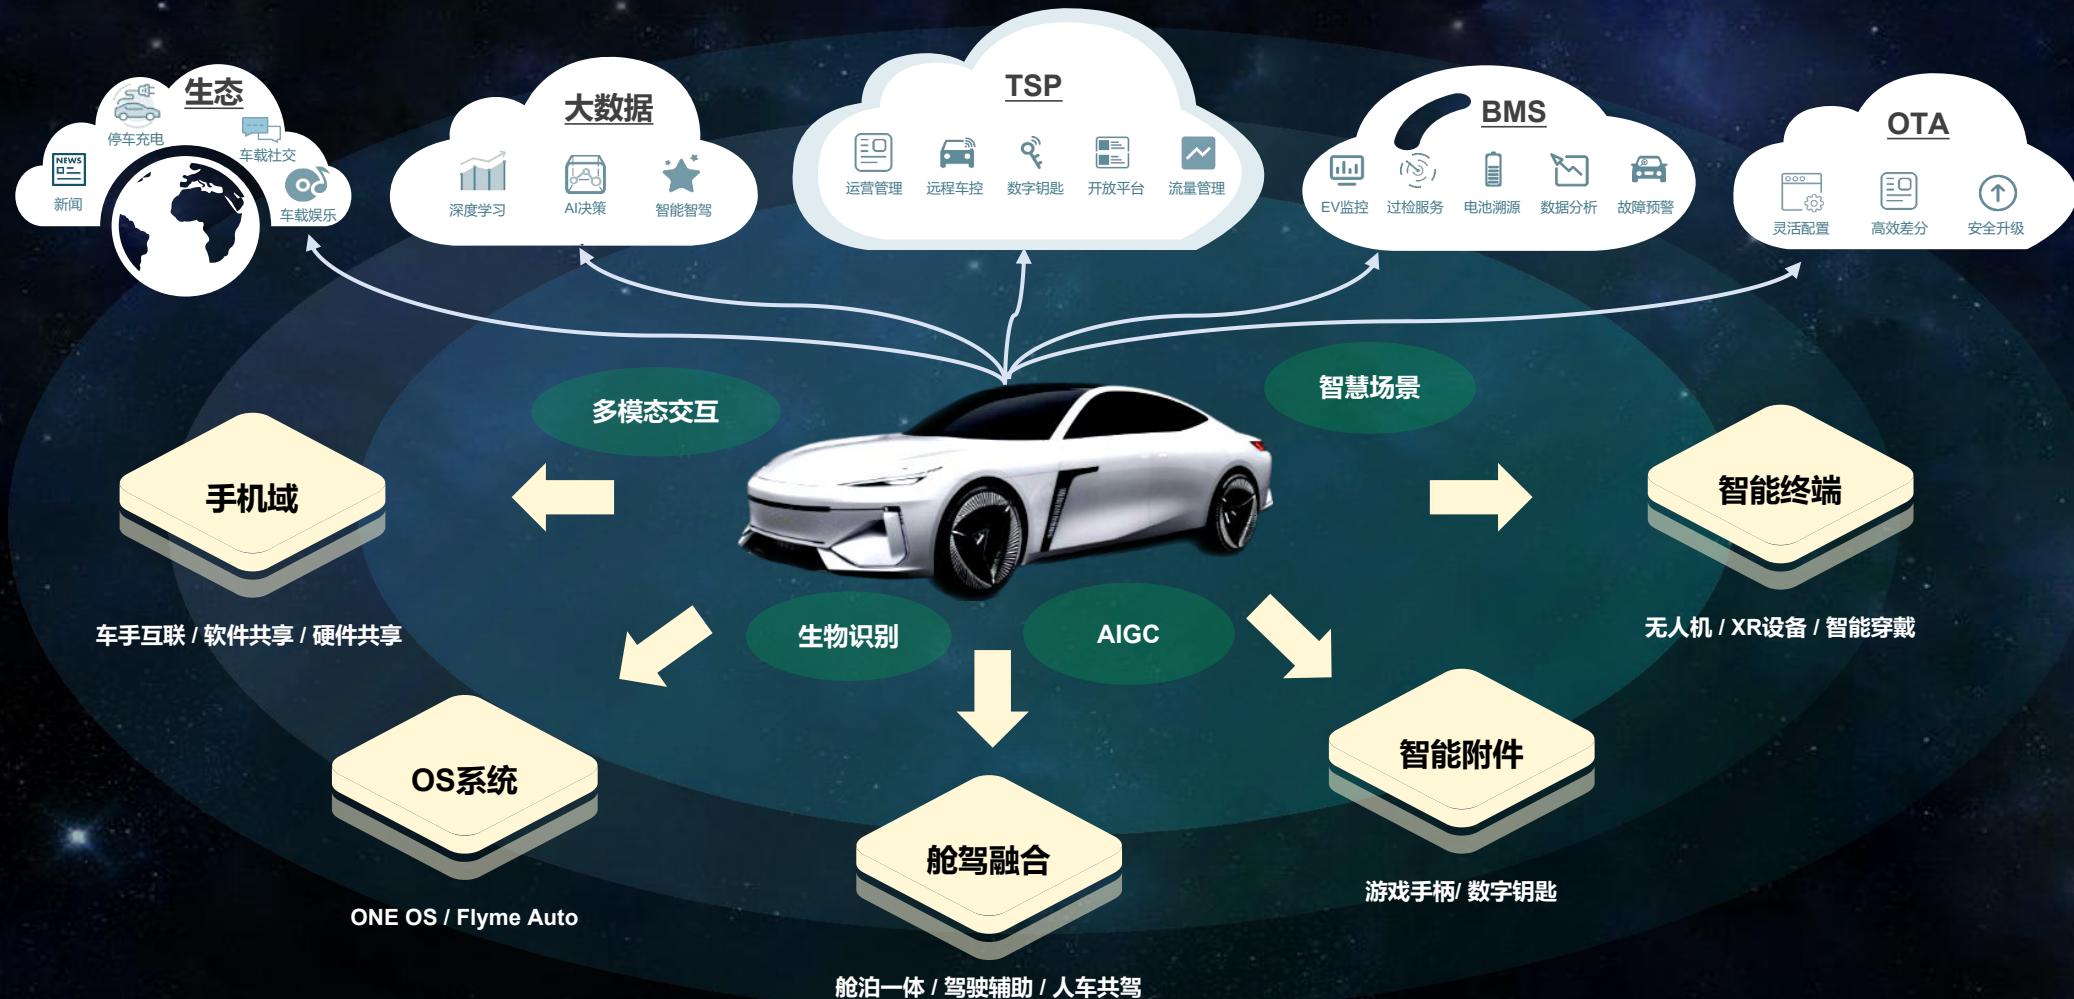 生态
停车充电
车载社交
NEWS
新闻
车载娱乐
大数据
深度学习
AI决策
智能智驾
TSP
运营管理
远程车控
数字钥匙
开放平台
流量管理
BMS
EV监控
过检服务
电池溯源
数据分析
故障预警
OTA
灵活配置
高效差分
安全升级
多模态交互
智慧场景
手机域
车手互联 / 软件共享 / 硬件共享
智能终端
无人机 / XR设备 / 智能穿戴
生物识别
AIGC
OS系统
ONE OS / Flyme Auto
舱驾融合
舱泊一体 / 驾驶辅助 / 人车共驾
智能附件
游戏手柄/ 数字钥匙